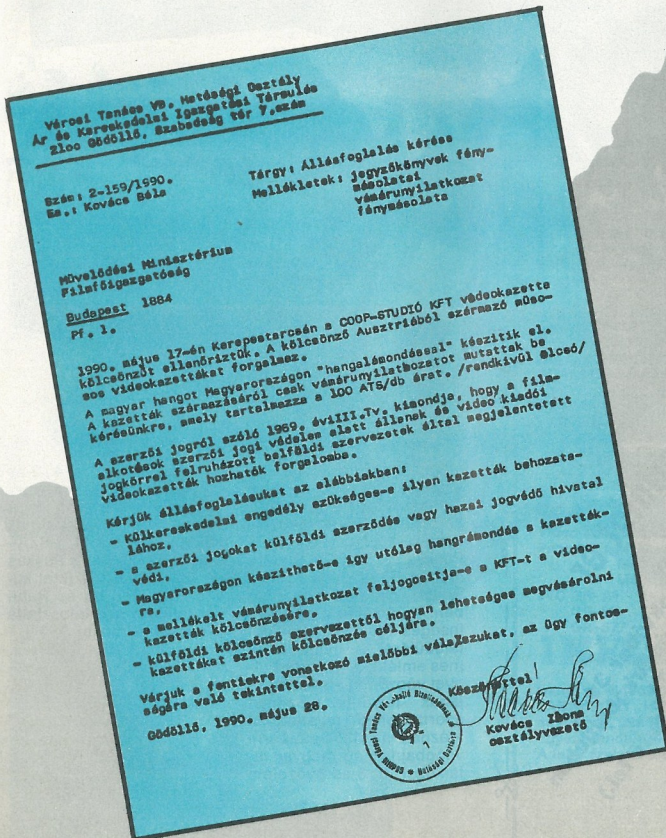 Városi Tanács VB. Hatósági Osztály
Ár és Kereskedelmi Igazgatási Társulás
2100 Gödöllő, Szabadság tér 7.szám
Szám: 2-159/1990.
Ea.: Kovács Béla
Tárgy: Állásfoglalás kérése
Mellékletek: jegyzőkönyvek fény-
másolatai
vámárunyilatkozat
fénymásolata
Művelődési Minisztérium
Filmfőigazgatóság
Budapest 1884
Pf. 1.
1990. május 17-én Kerepestarcsán a COOP-STUDIÓ KFT videokazetta
kölcsönzőt ellenőriztük. A kölcsönző Ausztriából származó műso-
sos videokazettákat forgalmaz.
A magyar hangot Magyarországon "hangalámondással" készitik el.
A kazetták származásáról csak vámárunyilatkozatot mutattak be
kérésünkre, amely tartalmazza a 100 ATS/db árat. /rendkívül olcsó/
A szerzői jogról szóló 1969. éviIII.Tv. kimondja, hogy a film-
alkotások szerzői jogi védelem alatt állanak és video kiadói
jogkörrel felruházott belföldi szervezetek által megjelentetett
videokazetták hozhatók forgalomba.
Kérjük állásfoglalásukat az alábbiakban:
- Külkereskedelmi engedély szükséges-e ilyen kazetták behozata-
lához,
- a szerzői jogokat külföldi szerződés vagy hazai jogvédő hivatal
védi,
- Magyarországon készíthető-e így utólag hangrámondás a kazetták-
ra,
- a mellékelt vámárunyilatkozat feljogosítja-e a KFT-t a video-
kazetták kölcsönzésére,
- külföldi kölcsönző szervezettől hogyan lehetséges megvásárolni
kazettákat szintén kölcsönzés céljára.
Várjuk a fentiekre vonatkozó mielőbbi válaszukat, az ügy fontos-
ságára való tekintettel.
Gödöllő, 1990. május 28.
Köszönettel
Kovács Ilona
osztályvezető